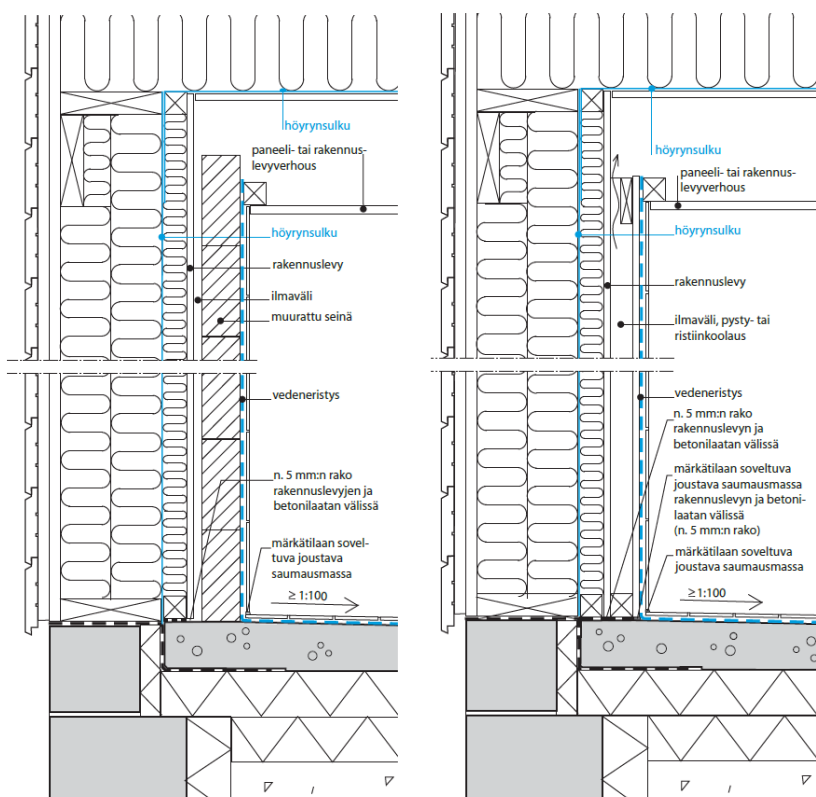 höyrynsulku
paneeli- tai rakennus-
levyverhous
höyrynsulku
rakennuslevy
ilmaväli
muurattu seinä
vedeneristys
n. 5 mm:n rako
rakennuslevyjen ja
betonilaatan välissä
märkätilaan sovel-
tuva joustava
saumausmassa
≥ 1:100
höyrynsulku
paneeli- tai rakennus-
levyverhous
höyrynsulku
rakennuslevy
ilmaväli, pysty- tai
ristiinkoolaus
vedeneristys
n. 5 mm:n rako
rakennuslevyn ja
betonilaatan välissä
märkätilaan soveltuva
joustava saumausmassa
rakennuslevyn ja betoni-
laatan välissä
(n. 5 mm:n rako)
märkätilaan soveltuva
joustava saumausmassa
≥ 1:100